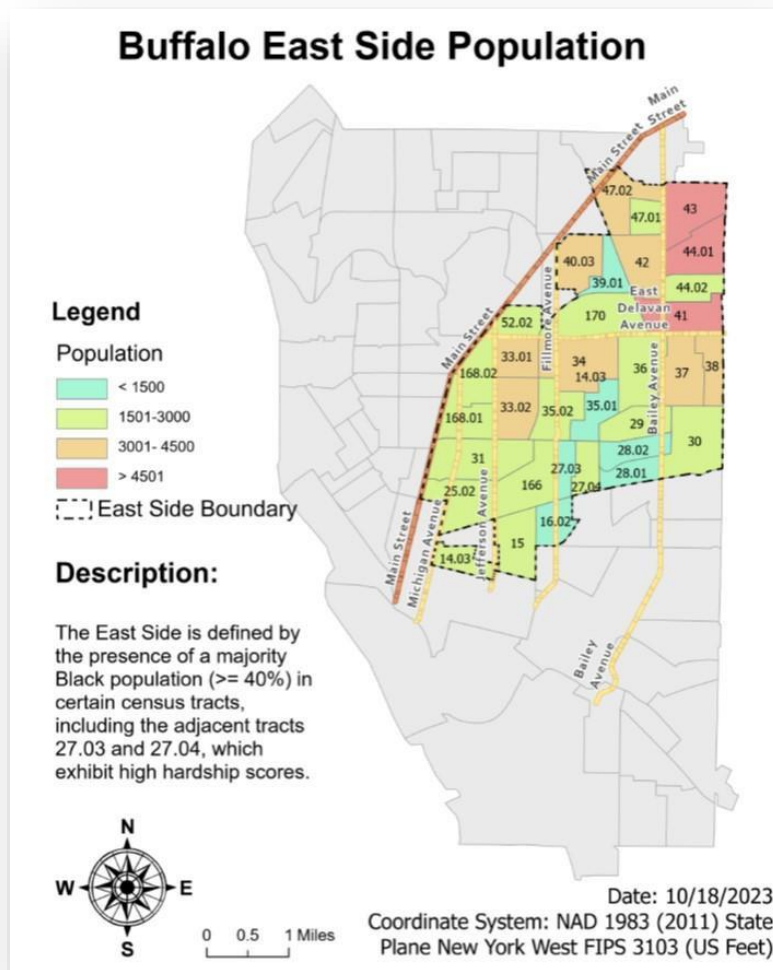 Buffalo East Side Population
Main
Street
Main Street
47.02
43
47.01
44.01
40.03
42
39.01
44.02
East
Delavan
Avenue
Fillmore Avenue
170
41
52.02
Main Street
33.01
34
14.03
36
37
38
168.02
Bailey Avenue
33.02
35.02
35.01
168.01
29
30
31
28.02
27.03
28.01
25.02
166
27.04
Jefferson Avenue
16.02
Main Street
Michigan Avenue
15
14.03
Bailey
Avenue
Legend
Population
< 1500
1501-3000
3001- 4500
> 4501
East Side Boundary
Description:
The East Side is defined by
the presence of a majority
Black population (>= 40%) in
certain census tracts,
including the adjacent tracts
27.03 and 27.04, which
exhibit high hardship scores.
N
W
E
S
0 0.5 1 Miles
Date: 10/18/2023
Coordinate System: NAD 1983 (2011) State
Plane New York West FIPS 3103 (US Feet)